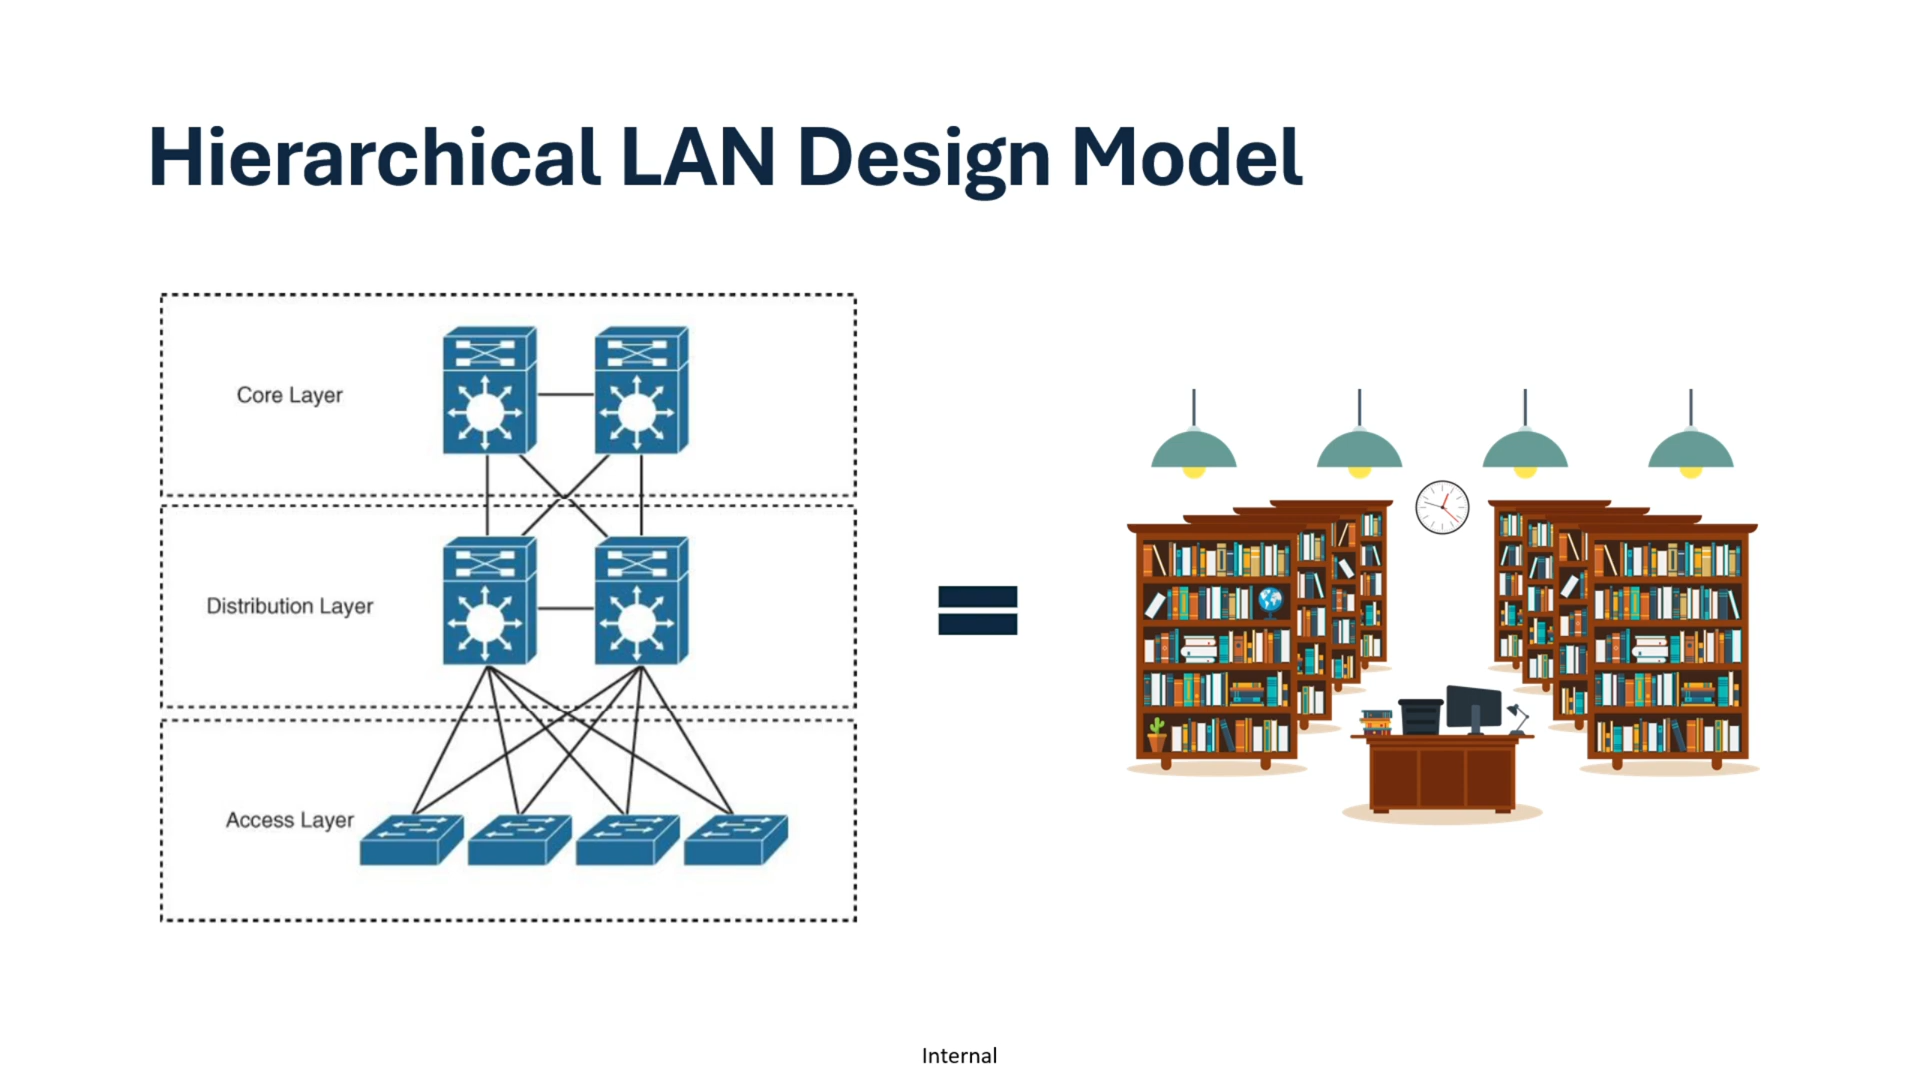 Hierarchical LAN Design Model
Core Layer
Distribution Layer
Access Layer
Internal